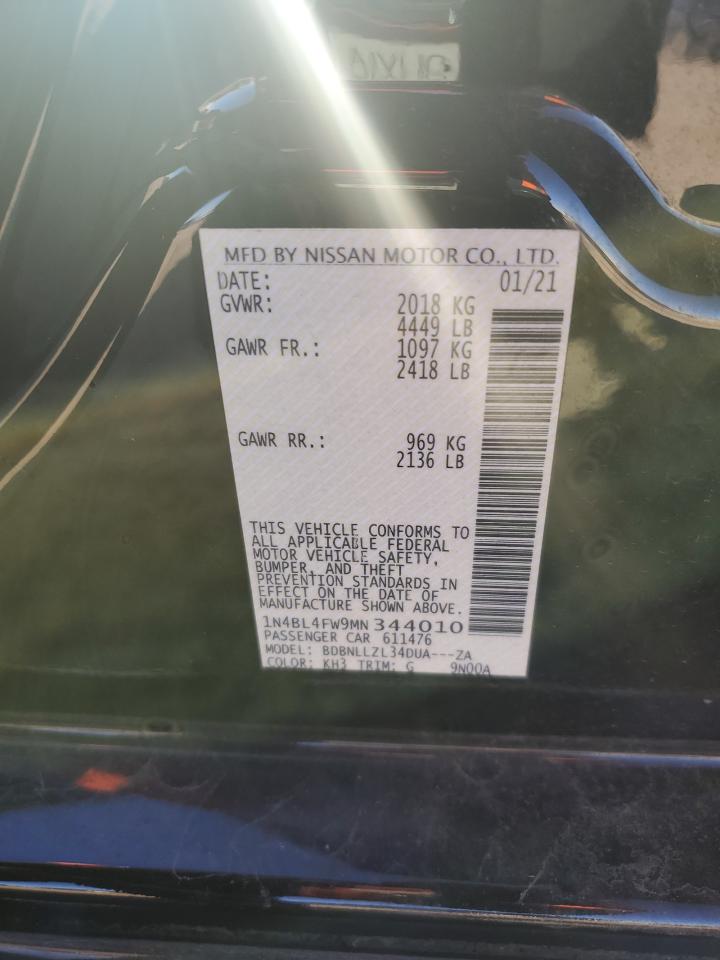 MFD BY NISSAN MOTOR CO., LTD.
DATE: 01/21
GVWR: 2018 KG
4449 LB
GAWR FR.: 1097 KG
2418 LB
GAWR RR.: 969 KG
2136 LB
THIS VEHICLE CONFORMS TO
ALL APPLICABLE FEDERAL
MOTOR VEHICLE SAFETY,
BUMPER, AND THEFT
PREVENTION STANDARDS IN
EFFECT ON THE DATE OF
MANUFACTURE SHOWN ABOVE.
1N4BL4FW9MN344010
PASSENGER CAR 611476
MODEL: BDBNLLZL34DUA---ZA
COLOR: KH3 TRIM: G 9N00A